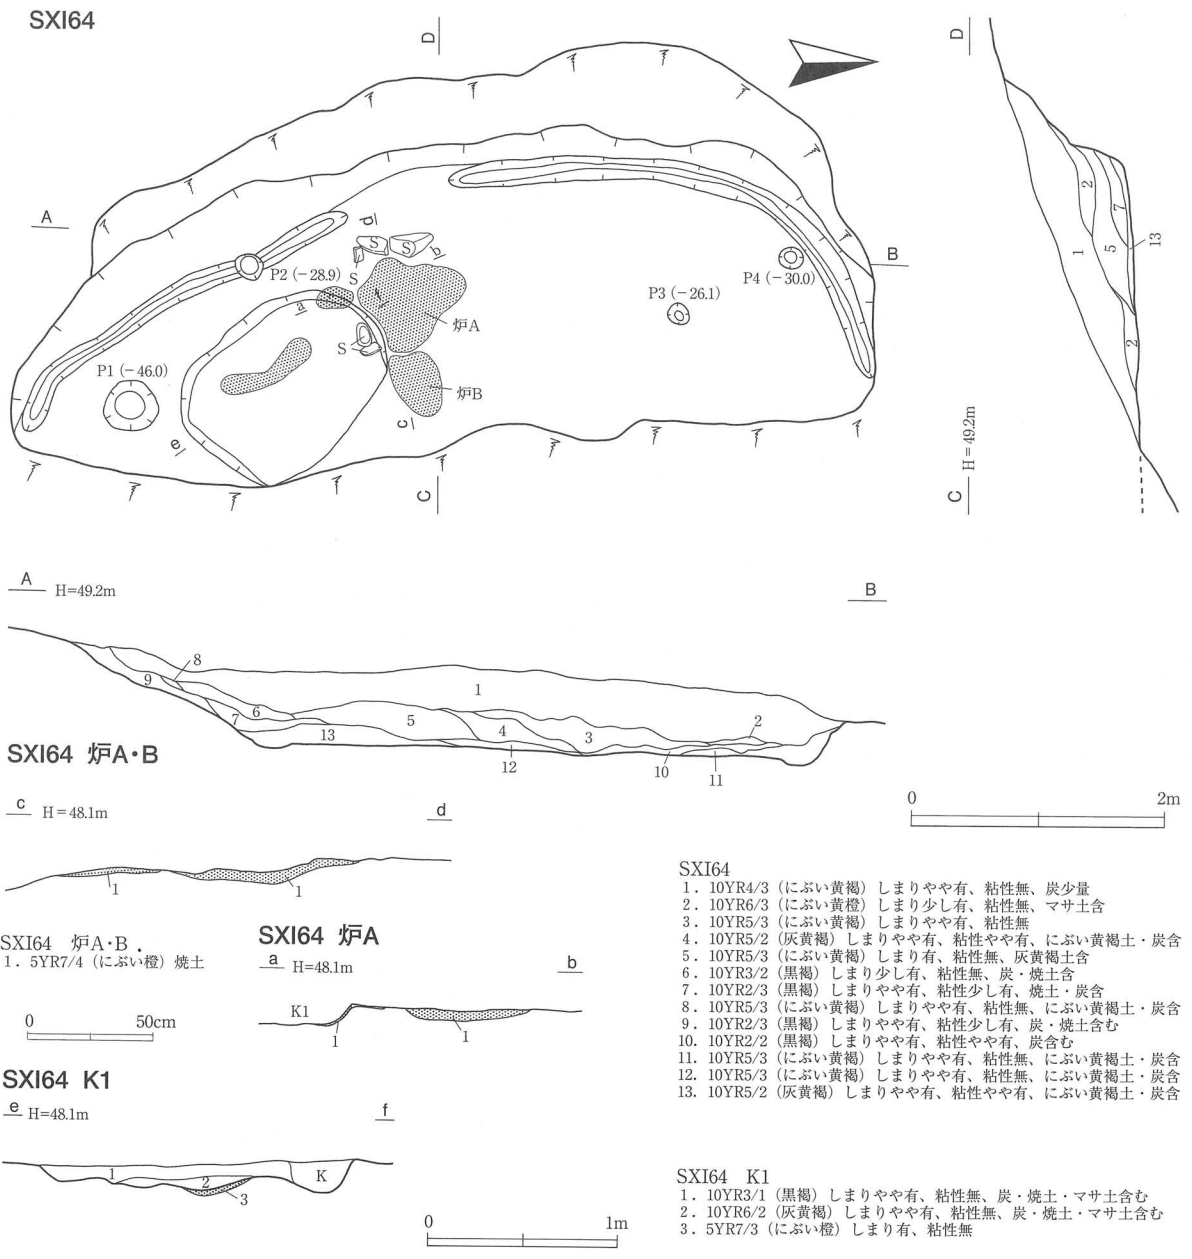 SXI64
D
D
A
B
P2 (−28.9)
P4 (−30.0)
P3 (−26.1)
P1 (−46.0)
d
b
S
S
S
S
a
f
炉A
炉B
c
e
C
C
H=49.2m
1
2
5
7
13
2
A H=49.2m
B
8
9
7
6
13
5
4
12
3
1
2
10
11
SXI64 炉A・B
c H=48.1m
d
1
1
0 2m
SXI64 炉A・B.
1. 5YR7/4 (にぶい橙) 焼土
0 50cm
SXI64 炉A
a H=48.1m
b
K1
1
1
SXI64 K1
e H=48.1m
f
1
2
3
K
0 1m
SXI64
1. 10YR4/3 (にぶい黄褐) しまりやや有、粘性無、炭少量
2. 10YR6/3 (にぶい黄橙) しまり少し有、粘性無、マサ土含
3. 10YR5/3 (にぶい黄褐) しまりやや有、粘性無
4. 10YR5/2 (灰黄褐) しまりやや有、粘性やや有、にぶい黄褐土・炭含
5. 10YR5/3 (にぶい黄褐) しまり有、粘性無、灰黄褐土含
6. 10YR3/2 (黒褐) しまり少し有、粘性無、炭・焼土含
7. 10YR2/3 (黒褐) しまりやや有、粘性少し有、焼土・炭含
8. 10YR5/3 (にぶい黄褐) しまりやや有、粘性無、にぶい黄褐土・炭含
9. 10YR2/3 (黒褐) しまりやや有、粘性少し有、炭・焼土含む
10. 10YR2/2 (黒褐) しまりやや有、粘性やや有、炭含む
11. 10YR5/3 (にぶい黄褐) しまりやや有、粘性無、にぶい黄褐土・炭含
12. 10YR5/3 (にぶい黄褐) しまりやや有、粘性無、にぶい黄褐土・炭含
13. 10YR5/2 (灰黄褐) しまりやや有、粘性やや有、にぶい黄褐土・炭含
SXI64 K1
1. 10YR3/1 (黒褐) しまりやや有、粘性無、炭・焼土・マサ土含む
2. 10YR6/2 (灰黄褐) しまりやや有、粘性無、炭・焼土・マサ土含む
3. 5YR7/3 (にぶい橙) しまり有、粘性無